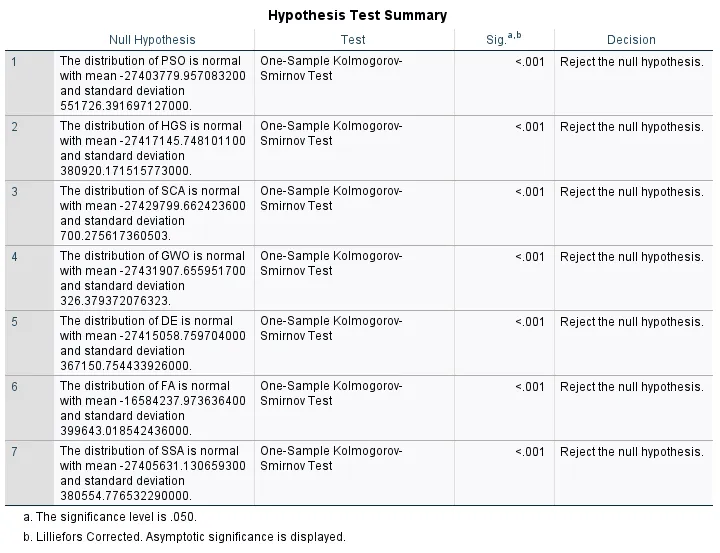 Hypothesis Test Summary
Null Hypothesis Test Sig.a,b Decision
1 The distribution of PSO is normal One-Sample Kolmogorov- <.001 Reject the null hypothesis.
with mean -27403779.957083200 Smirnov Test
and standard deviation
551726.391697127000.
2 The distribution of HGS is normal One-Sample Kolmogorov- <.001 Reject the null hypothesis.
with mean -27417145.748101100 Smirnov Test
and standard deviation
380920.171515773000.
3 The distribution of SCA is normal One-Sample Kolmogorov- <.001 Reject the null hypothesis.
with mean -27429799.662423600 Smirnov Test
and standard deviation
700.275617360503.
4 The distribution of GWO is normal One-Sample Kolmogorov- <.001 Reject the null hypothesis.
with mean -27431907.655951700 Smirnov Test
and standard deviation
326.379372076323.
5 The distribution of DE is normal One-Sample Kolmogorov- <.001 Reject the null hypothesis.
with mean -27415058.759704000 Smirnov Test
and standard deviation
367150.754433926000.
6 The distribution of FA is normal One-Sample Kolmogorov- <.001 Reject the null hypothesis.
with mean -16584237.973636400 Smirnov Test
and standard deviation
399643.018542436000.
7 The distribution of SSA is normal One-Sample Kolmogorov- <.001 Reject the null hypothesis.
with mean -27405631.130659300 Smirnov Test
and standard deviation
380554.776532290000.
a. The significance level is .050.
b. Lilliefors Corrected. Asymptotic significance is displayed.